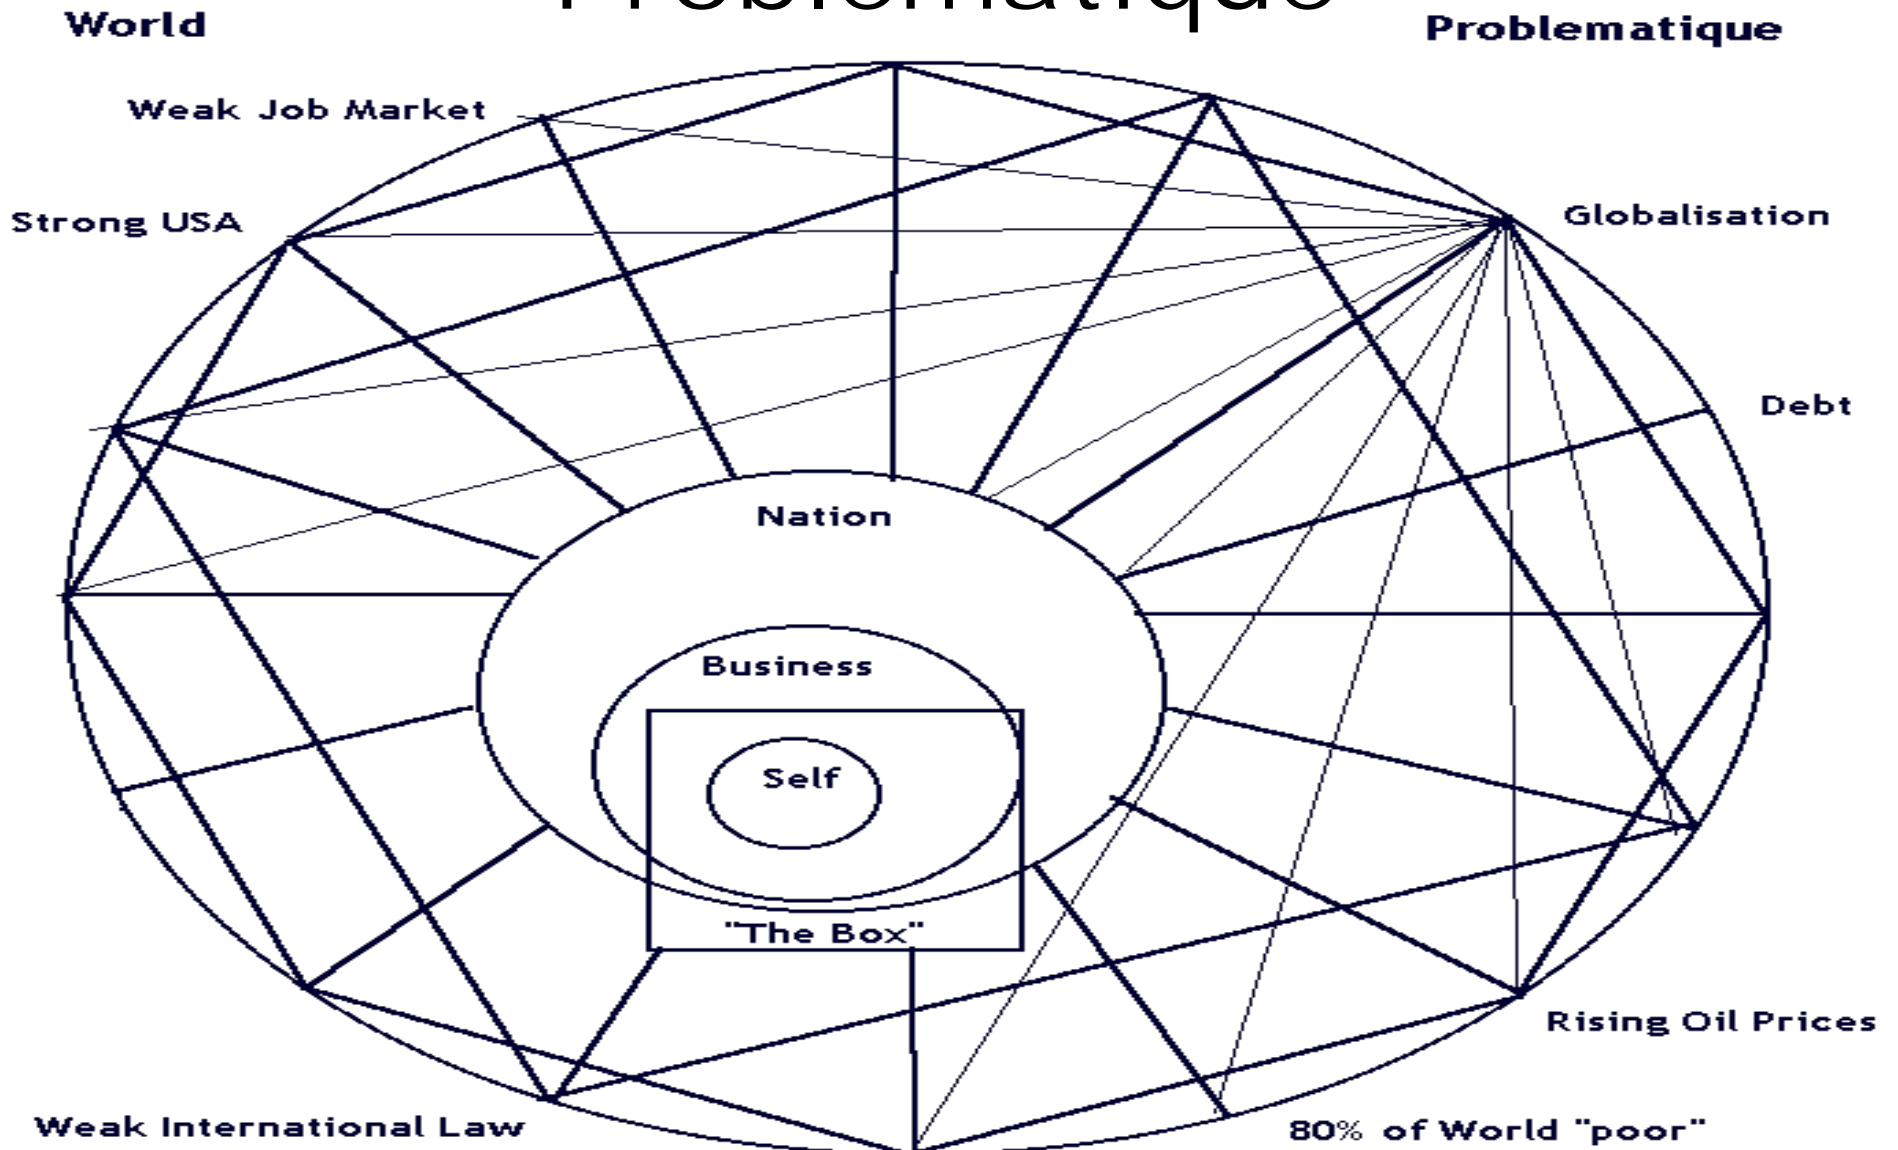 Problematique
World
Problematique
Weak Job Market
Strong USA
Globalisation
Debt
Nation
Business
Self
"The Box"
Rising Oil Prices
Weak International Law
80% of World "poor"